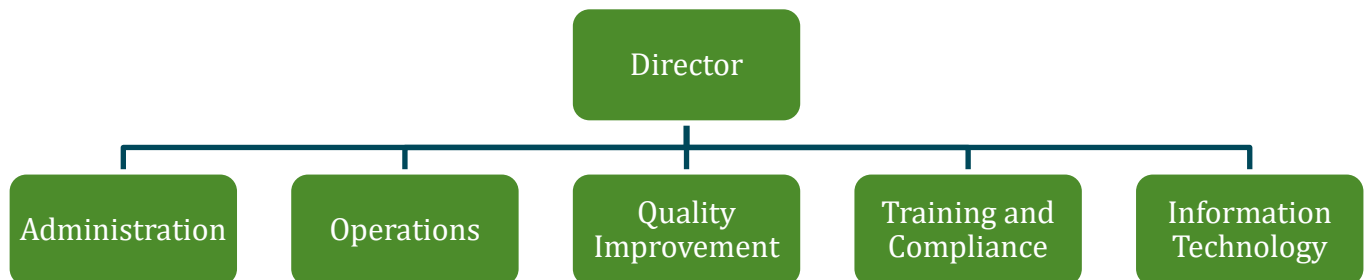 Director
Administration
Operations
Quality
Improvement
Training and
Compliance
Information
Technology